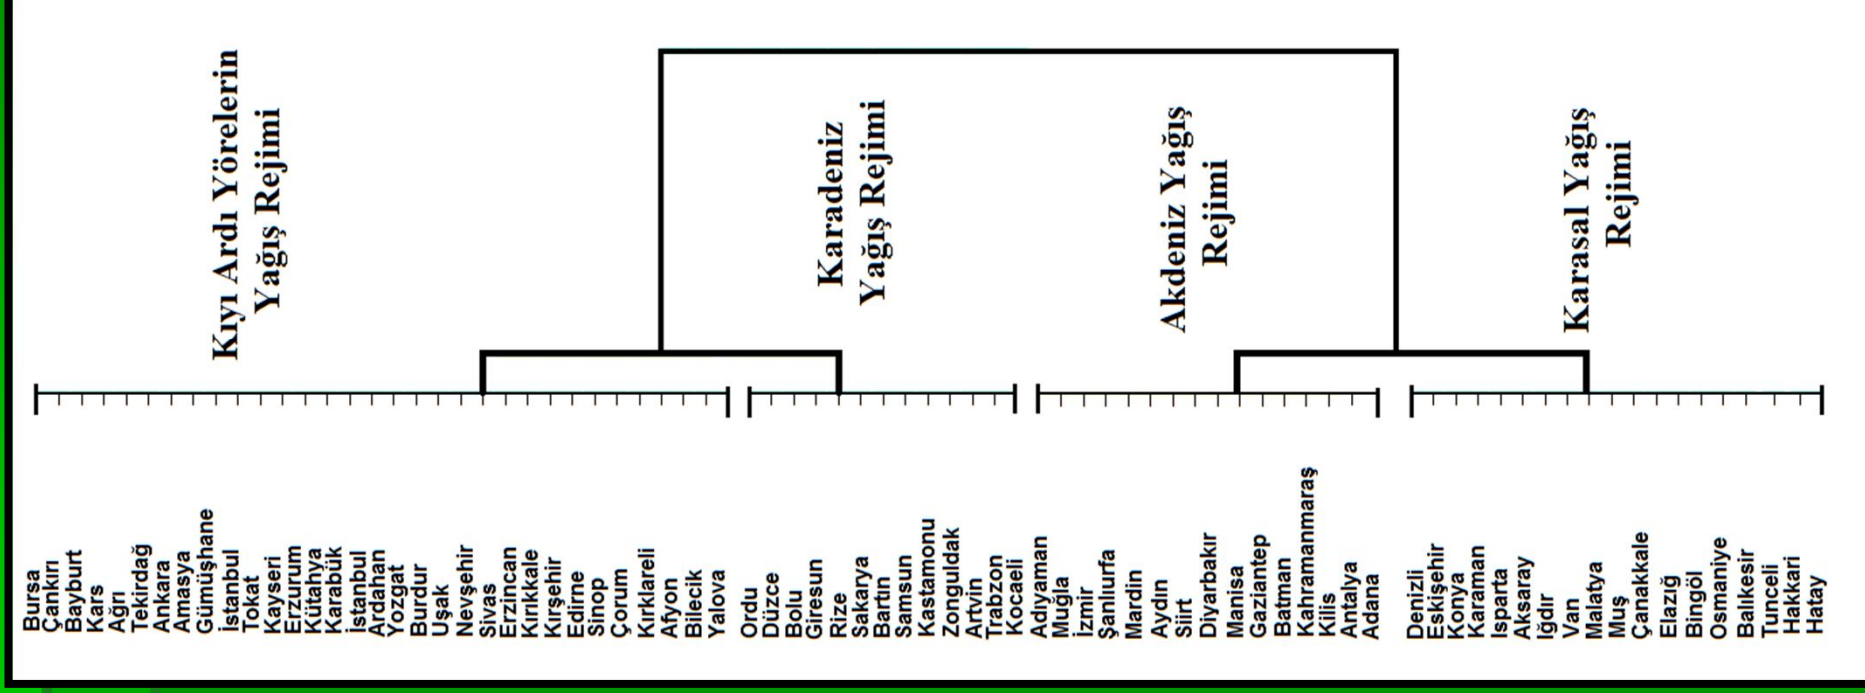 Kıyı Ardı Yörelerin
Yağış Rejimi
Karadeniz
Yağış Rejimi
Akdeniz Yağış
Rejimi
Karasal Yağış
Rejimi
Bursa
Çankırı
Bayburt
Kars
Ağrı
Tekirdağ
Ankara
Amasya
Gümüşhane
İstanbul
Tokat
Kayseri
Erzurum
Kütahya
Karabük
İstanbul
Ardahan
Yozgat
Burdur
Uşak
Nevşehir
Sivas
Erzincan
Kırıkkale
Kırşehir
Edirne
Sinop
Çorum
Kırklareli
Afyon
Bilecik
Yalova
Ordu
Düzce
Bolu
Giresun
Rize
Sakarya
Bartın
Samsun
Kastamonu
Zonguldak
Artvin
Trabzon
Kocaeli
Adıyaman
Muğla
İzmir
Şanlıurfa
Mardin
Aydın
Siirt
Diyarbakır
Manisa
Gaziantep
Batman
Kahramanmaraş
Kilis
Antalya
Adana
Denizli
Eskişehir
Konya
Karaman
Isparta
Aksaray
Iğdır
Van
Malatya
Muş
Çanakkale
Elazığ
Bingöl
Osmaniye
Balıkesir
Tunceli
Hakkari
Hatay